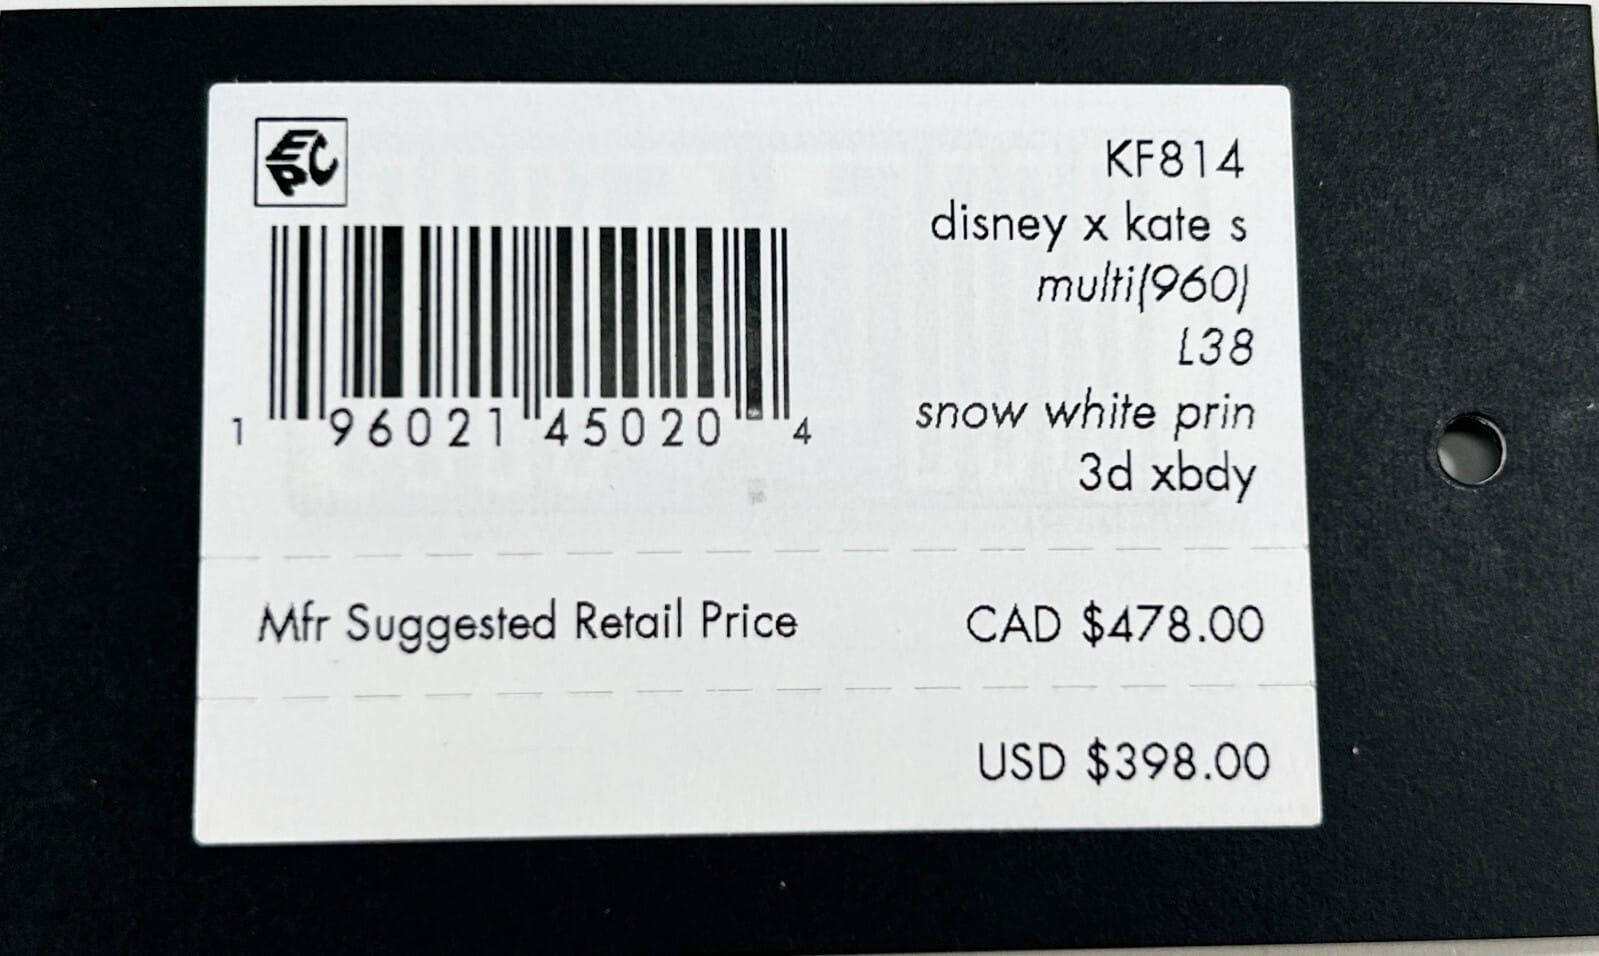 EPC
KF814
disney x kate s
multi(960)
L38
snow white prin
3d xbdy
1 96021 45020 4
Mfr Suggested Retail Price CAD $478.00
USD $398.00